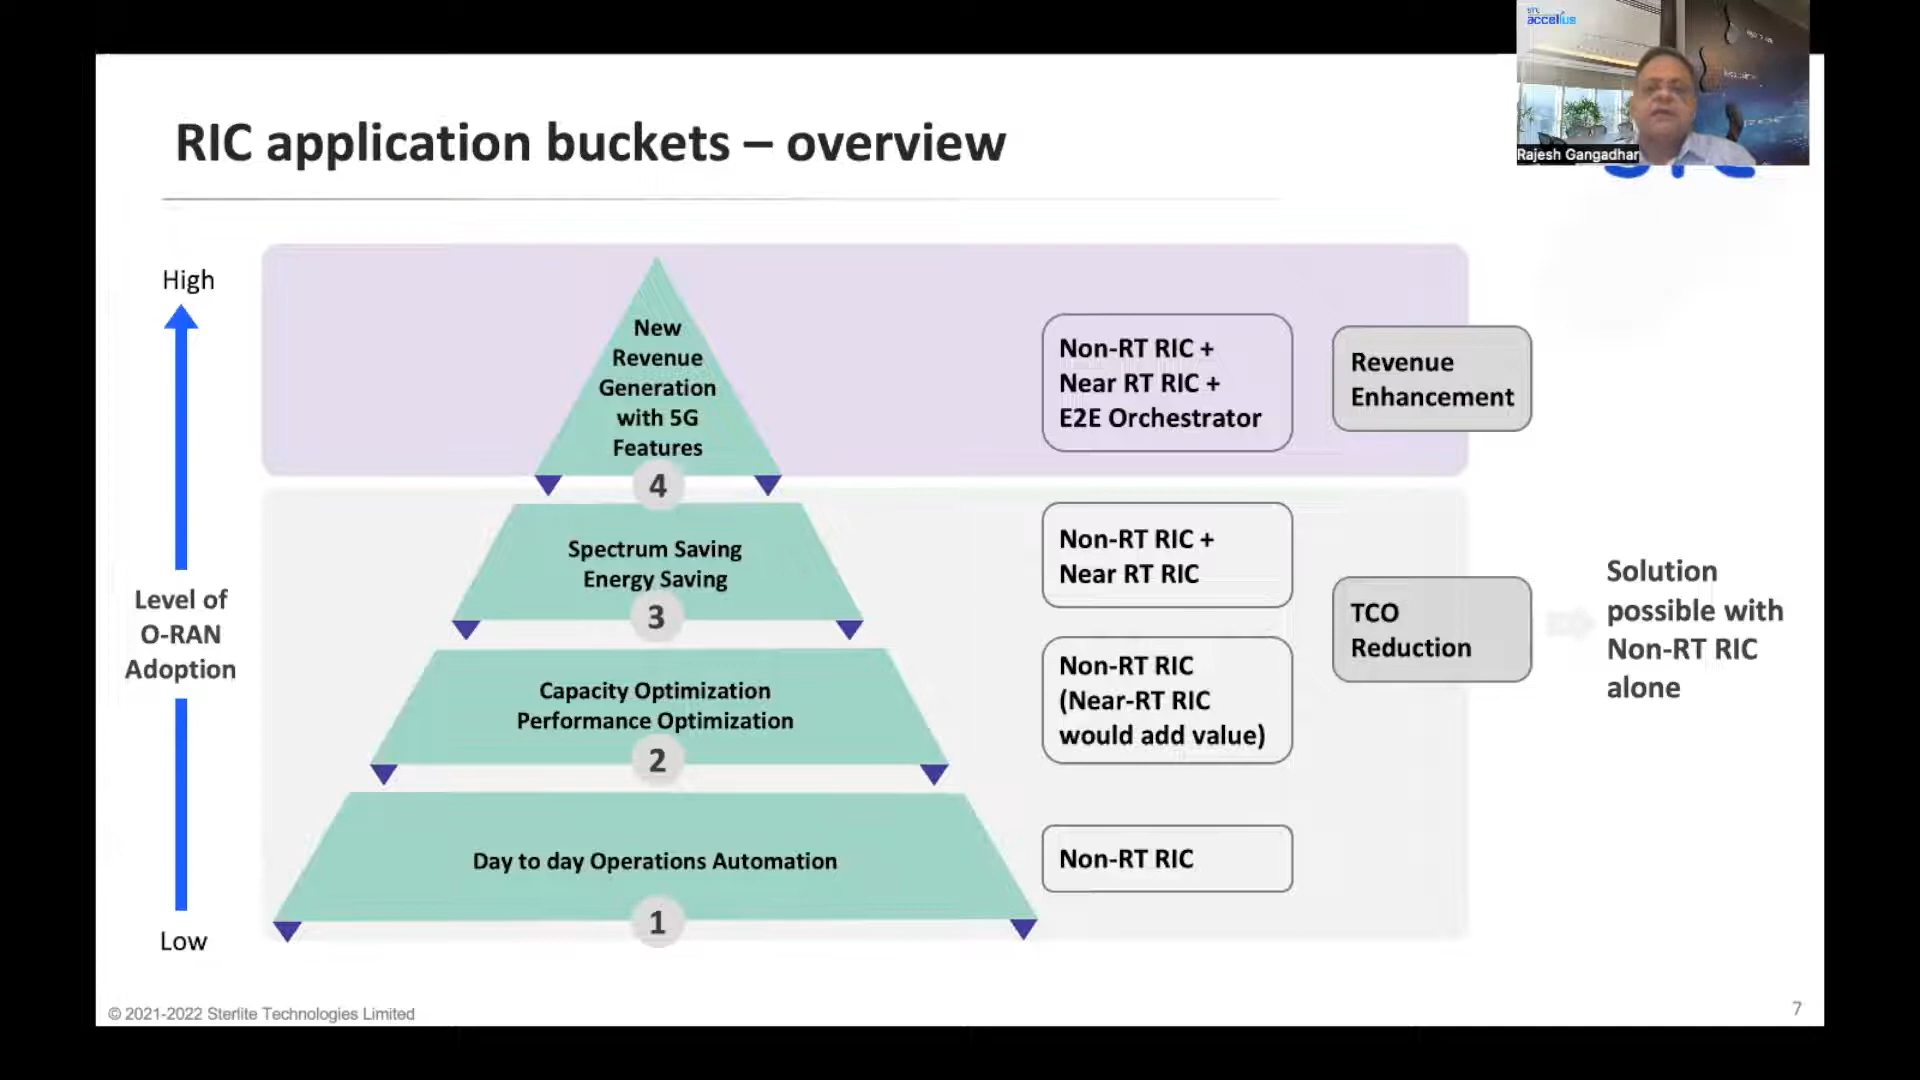 STL
accelius
Rajesh Gangadhar
RIC application buckets – overview
High
Level of
O-RAN
Adoption
Low
New
Revenue
Generation
with 5G
Features
4
Spectrum Saving
Energy Saving
3
Capacity Optimization
Performance Optimization
2
Day to day Operations Automation
1
Non-RT RIC +
Near RT RIC +
E2E Orchestrator
Non-RT RIC +
Near RT RIC
Non-RT RIC
(Near-RT RIC
would add value)
Non-RT RIC
Revenue
Enhancement
TCO
Reduction
Solution
possible with
Non-RT RIC
alone
© 2021-2022 Sterlite Technologies Limited
7